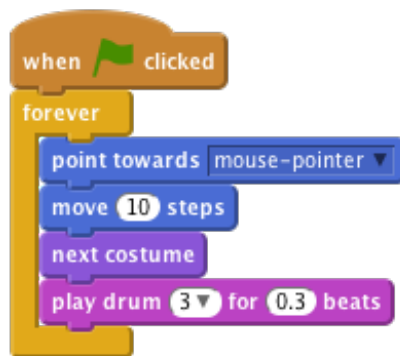 when clicked
forever
point towards mouse-pointer
move 10 steps
next costume
play drum 3 for 0.3 beats